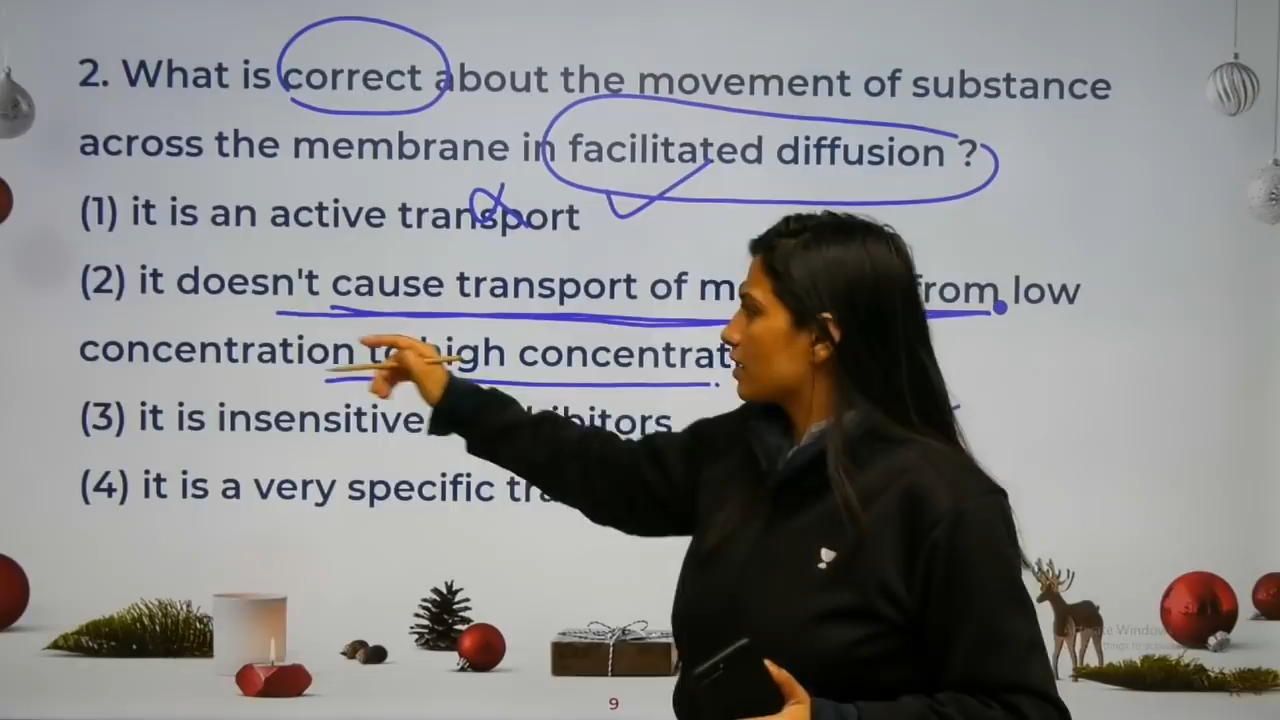 2. What is correct about the movement of substance
across the membrane in facilitated diffusion ?
(1) it is an active transport
(2) it doesn't cause transport of from low
concentration to high
(3) it is insensitive
(4) it is a very specific
9